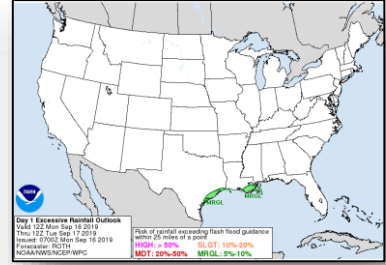 MRGL
MRGL
NOAA
Day 1 Excessive Rainfall Outlook
Valid 12Z Mon Sep 16 2019
Thru 12Z Tue Sep 17 2019
Issued: 0700Z Mon Sep 16 2019
Forecaster: ROTH
NOAA/NWS/NCEP/WPC
Risk of rainfall exceeding flash flood guidance
within 25 miles of a point
HIGH: > 50% SLGT: 10%-20%
MDT: 20%-50% MRGL: 5%-10%